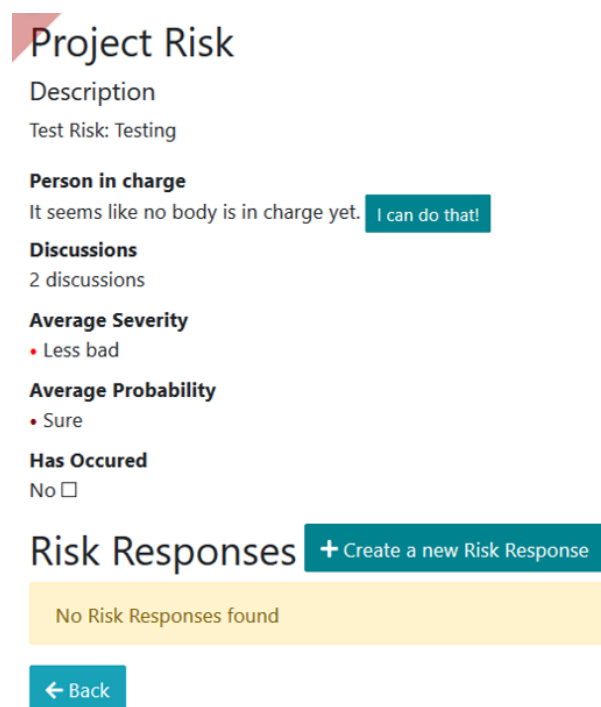 Project Risk
Description
Test Risk: Testing
Person in charge
It seems like no body is in charge yet. I can do that!
Discussions
2 discussions
Average Severity
• Less bad
Average Probability
• Sure
Has Occured
No ☐
Risk Responses + Create a new Risk Response
No Risk Responses found
← Back